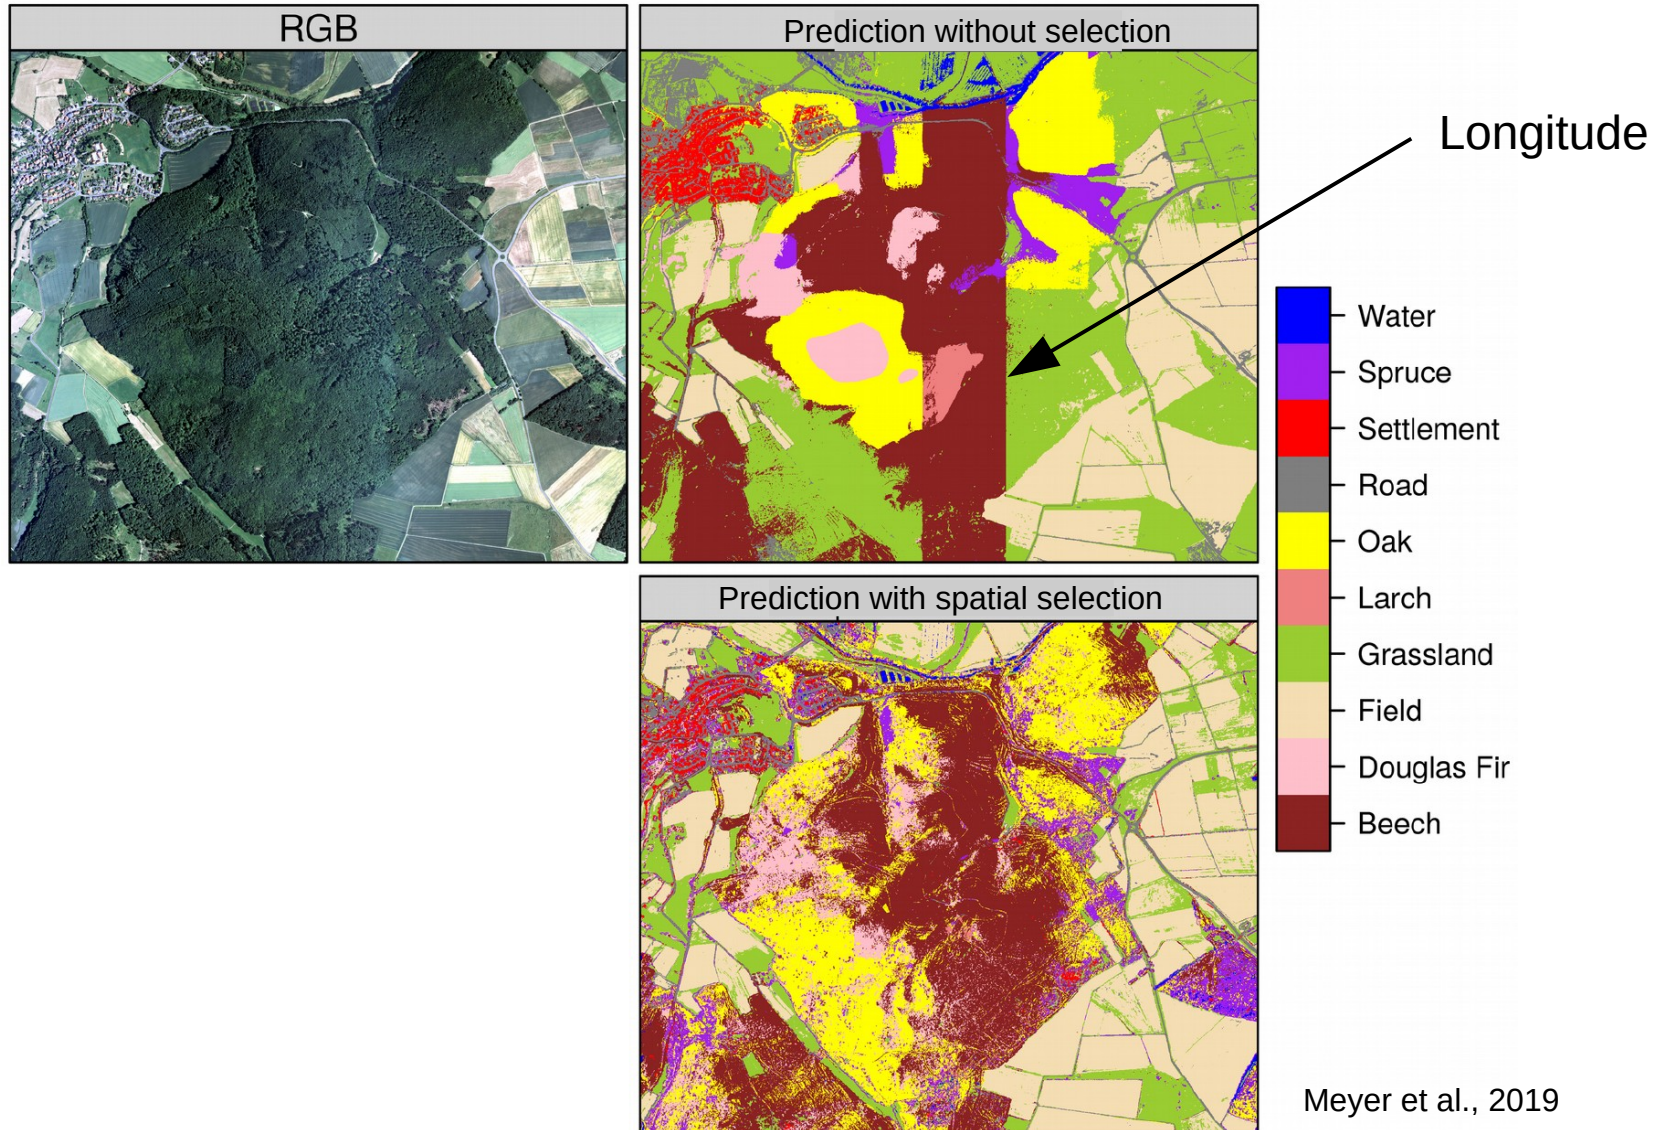 RGB
Prediction without selection
Longitude
Water
Spruce
Settlement
Road
Oak
Larch
Grassland
Field
Douglas Fir
Beech
Prediction with spatial selection
Meyer et al., 2019